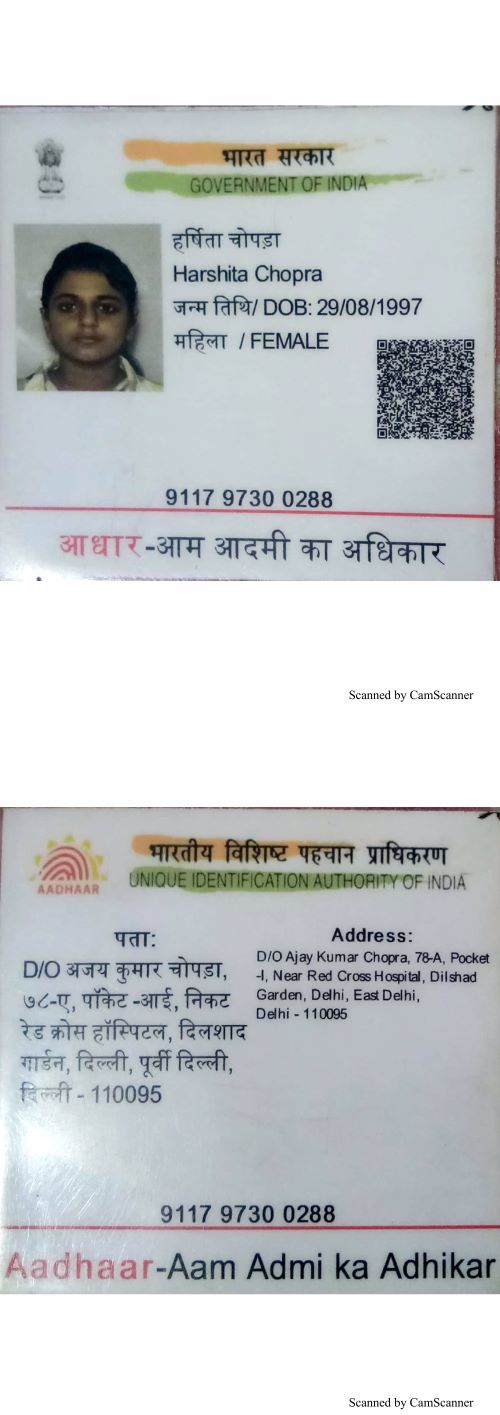 भारत सरकार
GOVERNMENT OF INDIA
हर्षिता चोपड़ा
Harshita Chopra
जन्म तिथि/ DOB: 29/08/1997
महिला / FEMALE
9117 9730 0288
आधार-आम आदमी का अधिकार
Scanned by CamScanner
भारतीय विशिष्ट पहचान प्राधिकरण
UNIQUE IDENTIFICATION AUTHORITY OF INDIA
AADHAAR
पता:
D/O अजय कुमार चोपड़ा,
७८-ए, पॉकेट -आई, निकट
रेड क्रोस हॉस्पिटल, दिलशाद
गार्डन, दिल्ली, पूर्वी दिल्ली,
दिल्ली - 110095
Address:
D/O Ajay Kumar Chopra, 78-A, Pocket
-I, Near Red Cross Hospital, Dilshad
Garden, Delhi, East Delhi,
Delhi - 110095
9117 9730 0288
Aadhaar-Aam Admi ka Adhikar
Scanned by CamScanner